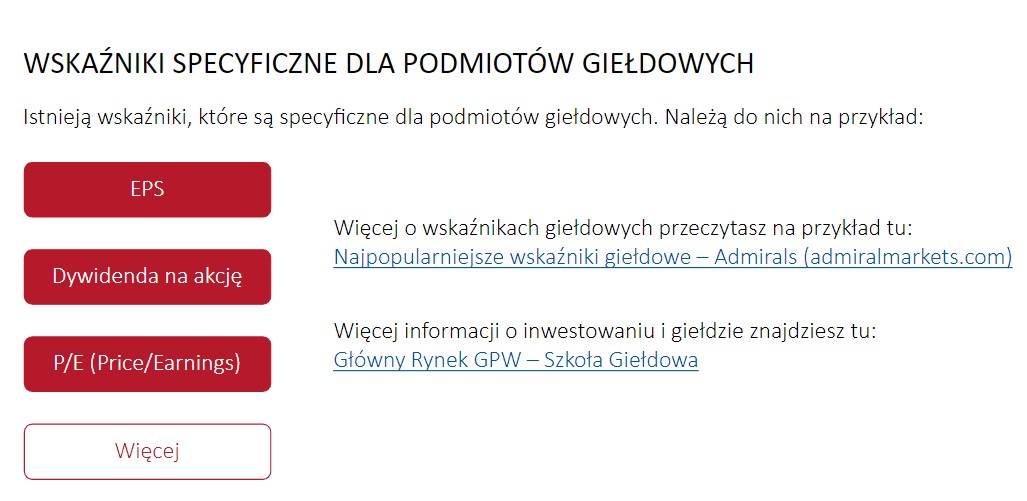 WSKAŹNIKI SPECYFICZNE DLA PODMIOTÓW GIEŁDOWYCH
Istnieją wskaźniki, które są specyficzne dla podmiotów giełdowych. Należą do nich na przykład:
EPS
Dywidenda na akcję
P/E (Price/Earnings)
Więcej
Więcej o wskaźnikach giełdowych przeczytasz na przykład tu:
Najpopularniejsze wskaźniki giełdowe – Admirals (admiralmarkets.com)
Więcej informacji o inwestowaniu i giełdzie znajdziesz tu:
Główny Rynek GPW – Szkoła Giełdowa